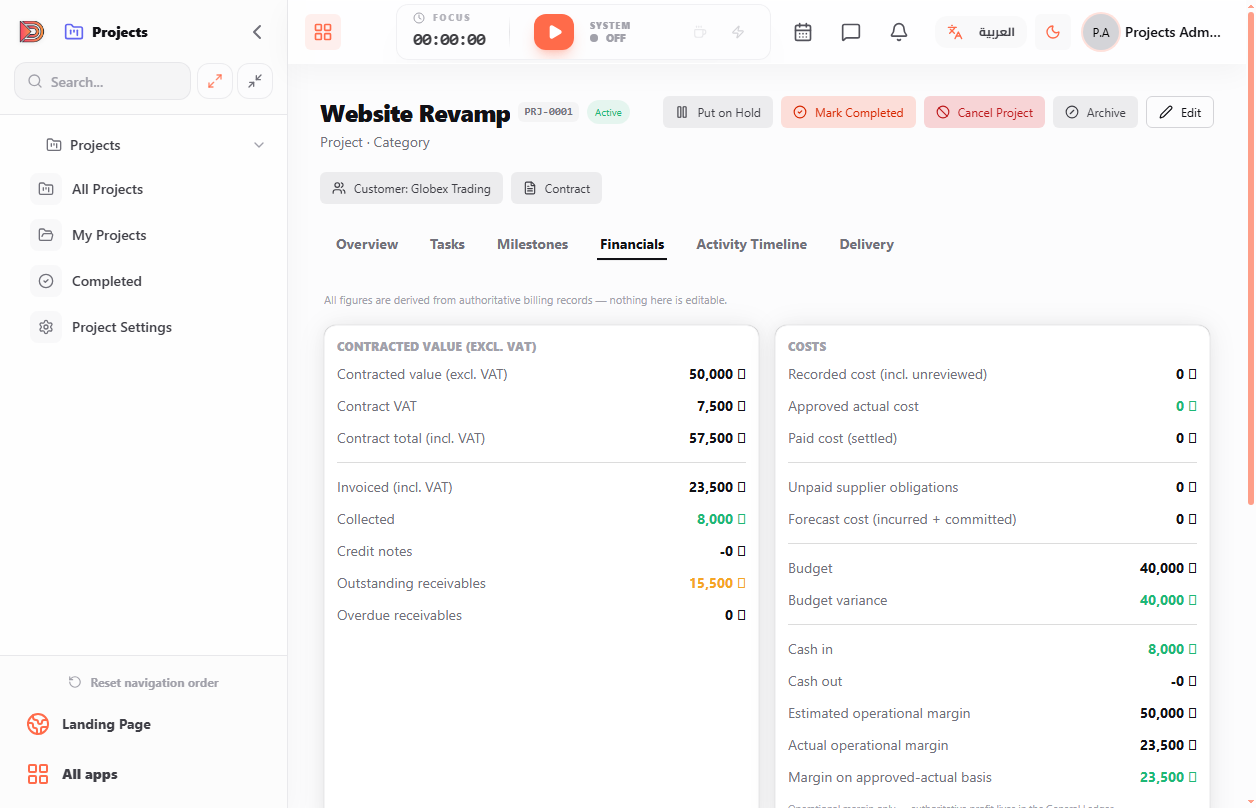 Projects
Search...
Projects
All Projects
My Projects
Completed
Project Settings
Reset navigation order
Landing Page
All apps
FOCUS
00:00:00
SYSTEM
OFF
العربية
P.A
Projects Adm...
Website Revamp
PRJ-0001
Active
Project · Category
Put on Hold
Mark Completed
Cancel Project
Archive
Edit
Customer: Globex Trading
Contract
Overview
Tasks
Milestones
Financials
Activity Timeline
Delivery
All figures are derived from authoritative billing records — nothing here is editable.
CONTRACTED VALUE (EXCL. VAT)
Contracted value (excl. VAT) 50,000
Contract VAT 7,500
Contract total (incl. VAT) 57,500
Invoiced (incl. VAT) 23,500
Collected 8,000
Credit notes -0
Outstanding receivables 15,500
Overdue receivables 0
COSTS
Recorded cost (incl. unreviewed) 0
Approved actual cost 0
Paid cost (settled) 0
Unpaid supplier obligations 0
Forecast cost (incurred + committed) 0
Budget 40,000
Budget variance 40,000
Cash in 8,000
Cash out -0
Estimated operational margin 50,000
Actual operational margin 23,500
Margin on approved-actual basis 23,500